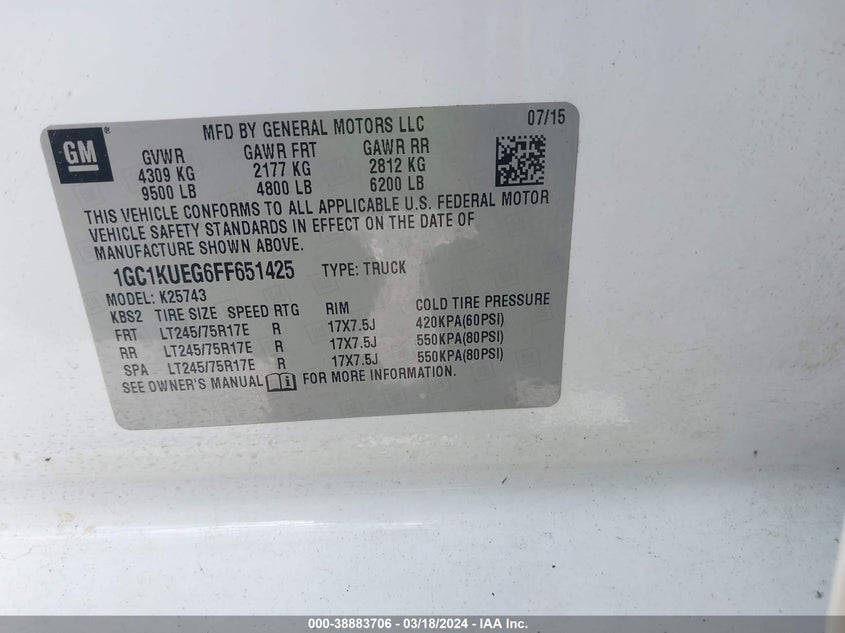 GM®
MFD BY GENERAL MOTORS LLC 07/15
GVWR GAWR FRT GAWR RR
4309 KG 2177 KG 2812 KG
9500 LB 4800 LB 6200 LB
THIS VEHICLE CONFORMS TO ALL APPLICABLE U.S. FEDERAL MOTOR
VEHICLE SAFETY STANDARDS IN EFFECT ON THE DATE OF
MANUFACTURE SHOWN ABOVE.
1GC1KUEG6FF651425 TYPE: TRUCK
MODEL: K25743
KBS2 TIRE SIZE SPEED RTG RIM COLD TIRE PRESSURE
FRT LT245/75R17E R 17X7.5J 420KPA(60PSI)
RR LT245/75R17E R 17X7.5J 550KPA(80PSI)
SPA LT245/75R17E R 17X7.5J 550KPA(80PSI)
SEE OWNER'S MANUAL FOR MORE INFORMATION.
000-38883706 - 03/18/2024 - IAA Inc.